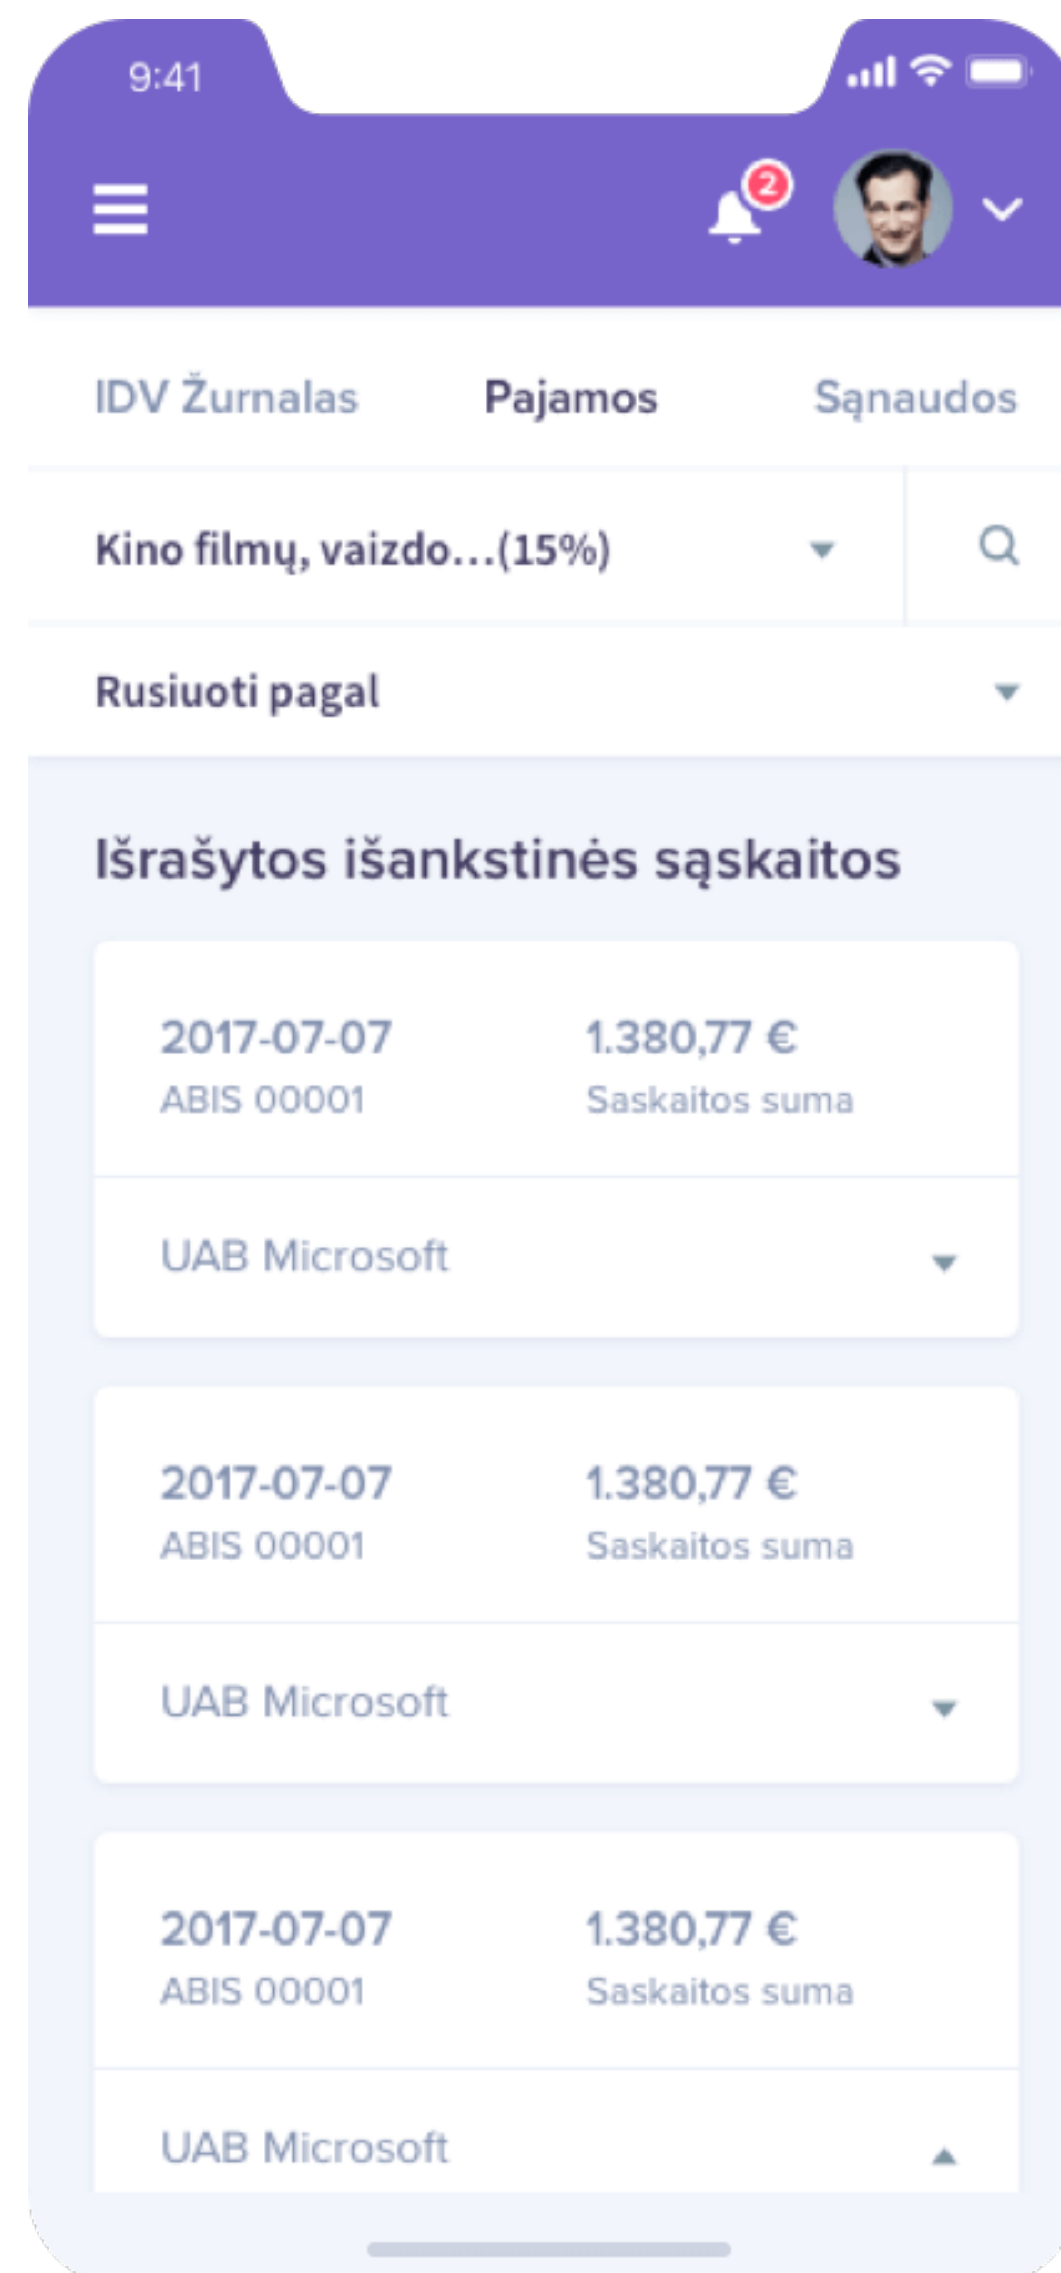 9:41
2
IDV Žurnalas Pajamos Sąnaudos
Kino filmų, vaizdo...(15%)
Rusiuoti pagal
Išrašytos išankstinės sąskaitos
2017-07-07 1.380,77 €
ABIS 00001 Saskaitos suma
UAB Microsoft
2017-07-07 1.380,77 €
ABIS 00001 Saskaitos suma
UAB Microsoft
2017-07-07 1.380,77 €
ABIS 00001 Saskaitos suma
UAB Microsoft